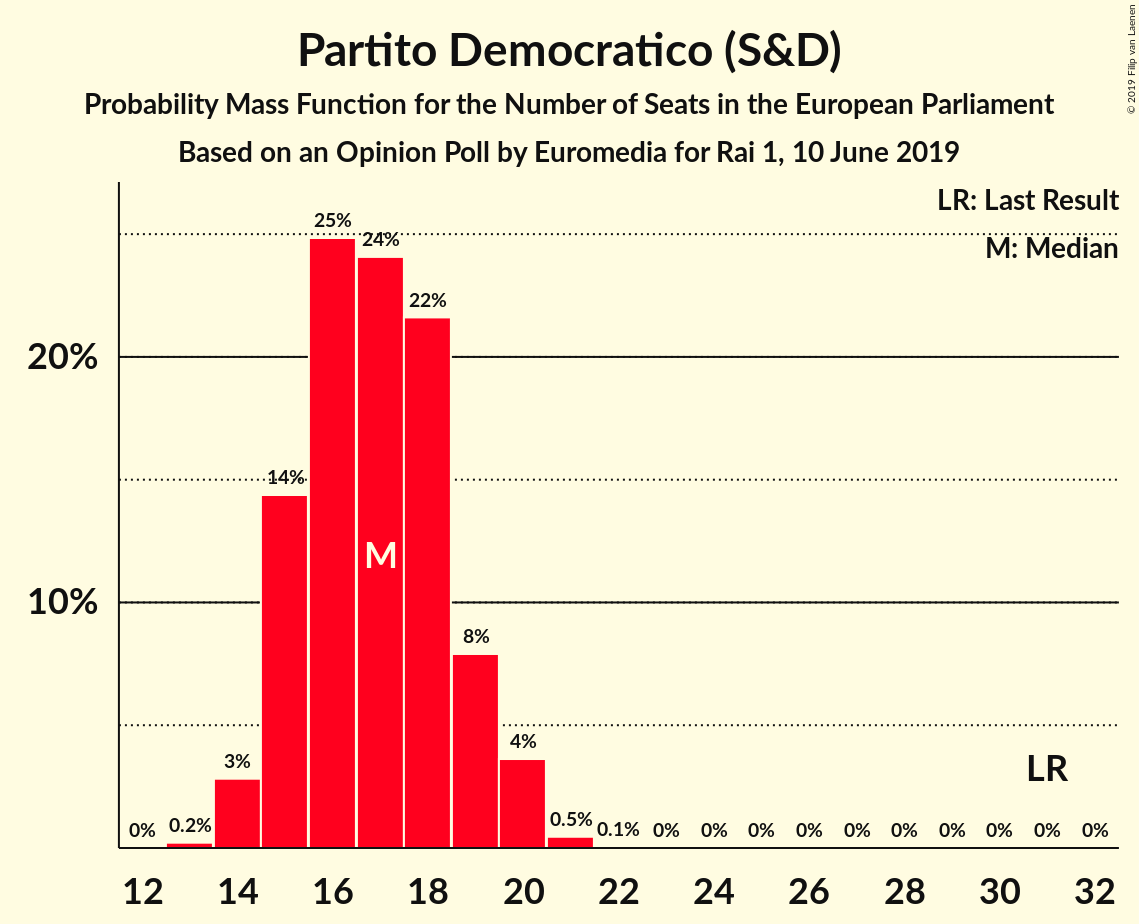 Partito Democratico (S&D)
Probability Mass Function for the Number of Seats in the European Parliament
Based on an Opinion Poll by Euromedia for Rai 1, 10 June 2019
© 2019 Filip van Laenen
LR: Last Result
M: Median
20%
10%
0%
0.2%
3%
14%
25%
24%
22%
8%
4%
0.5%
0.1%
0%
0%
0%
0%
0%
0%
0%
0%
0%
0%
M
LR
12 14 16 18 20 22 24 26 28 30 32